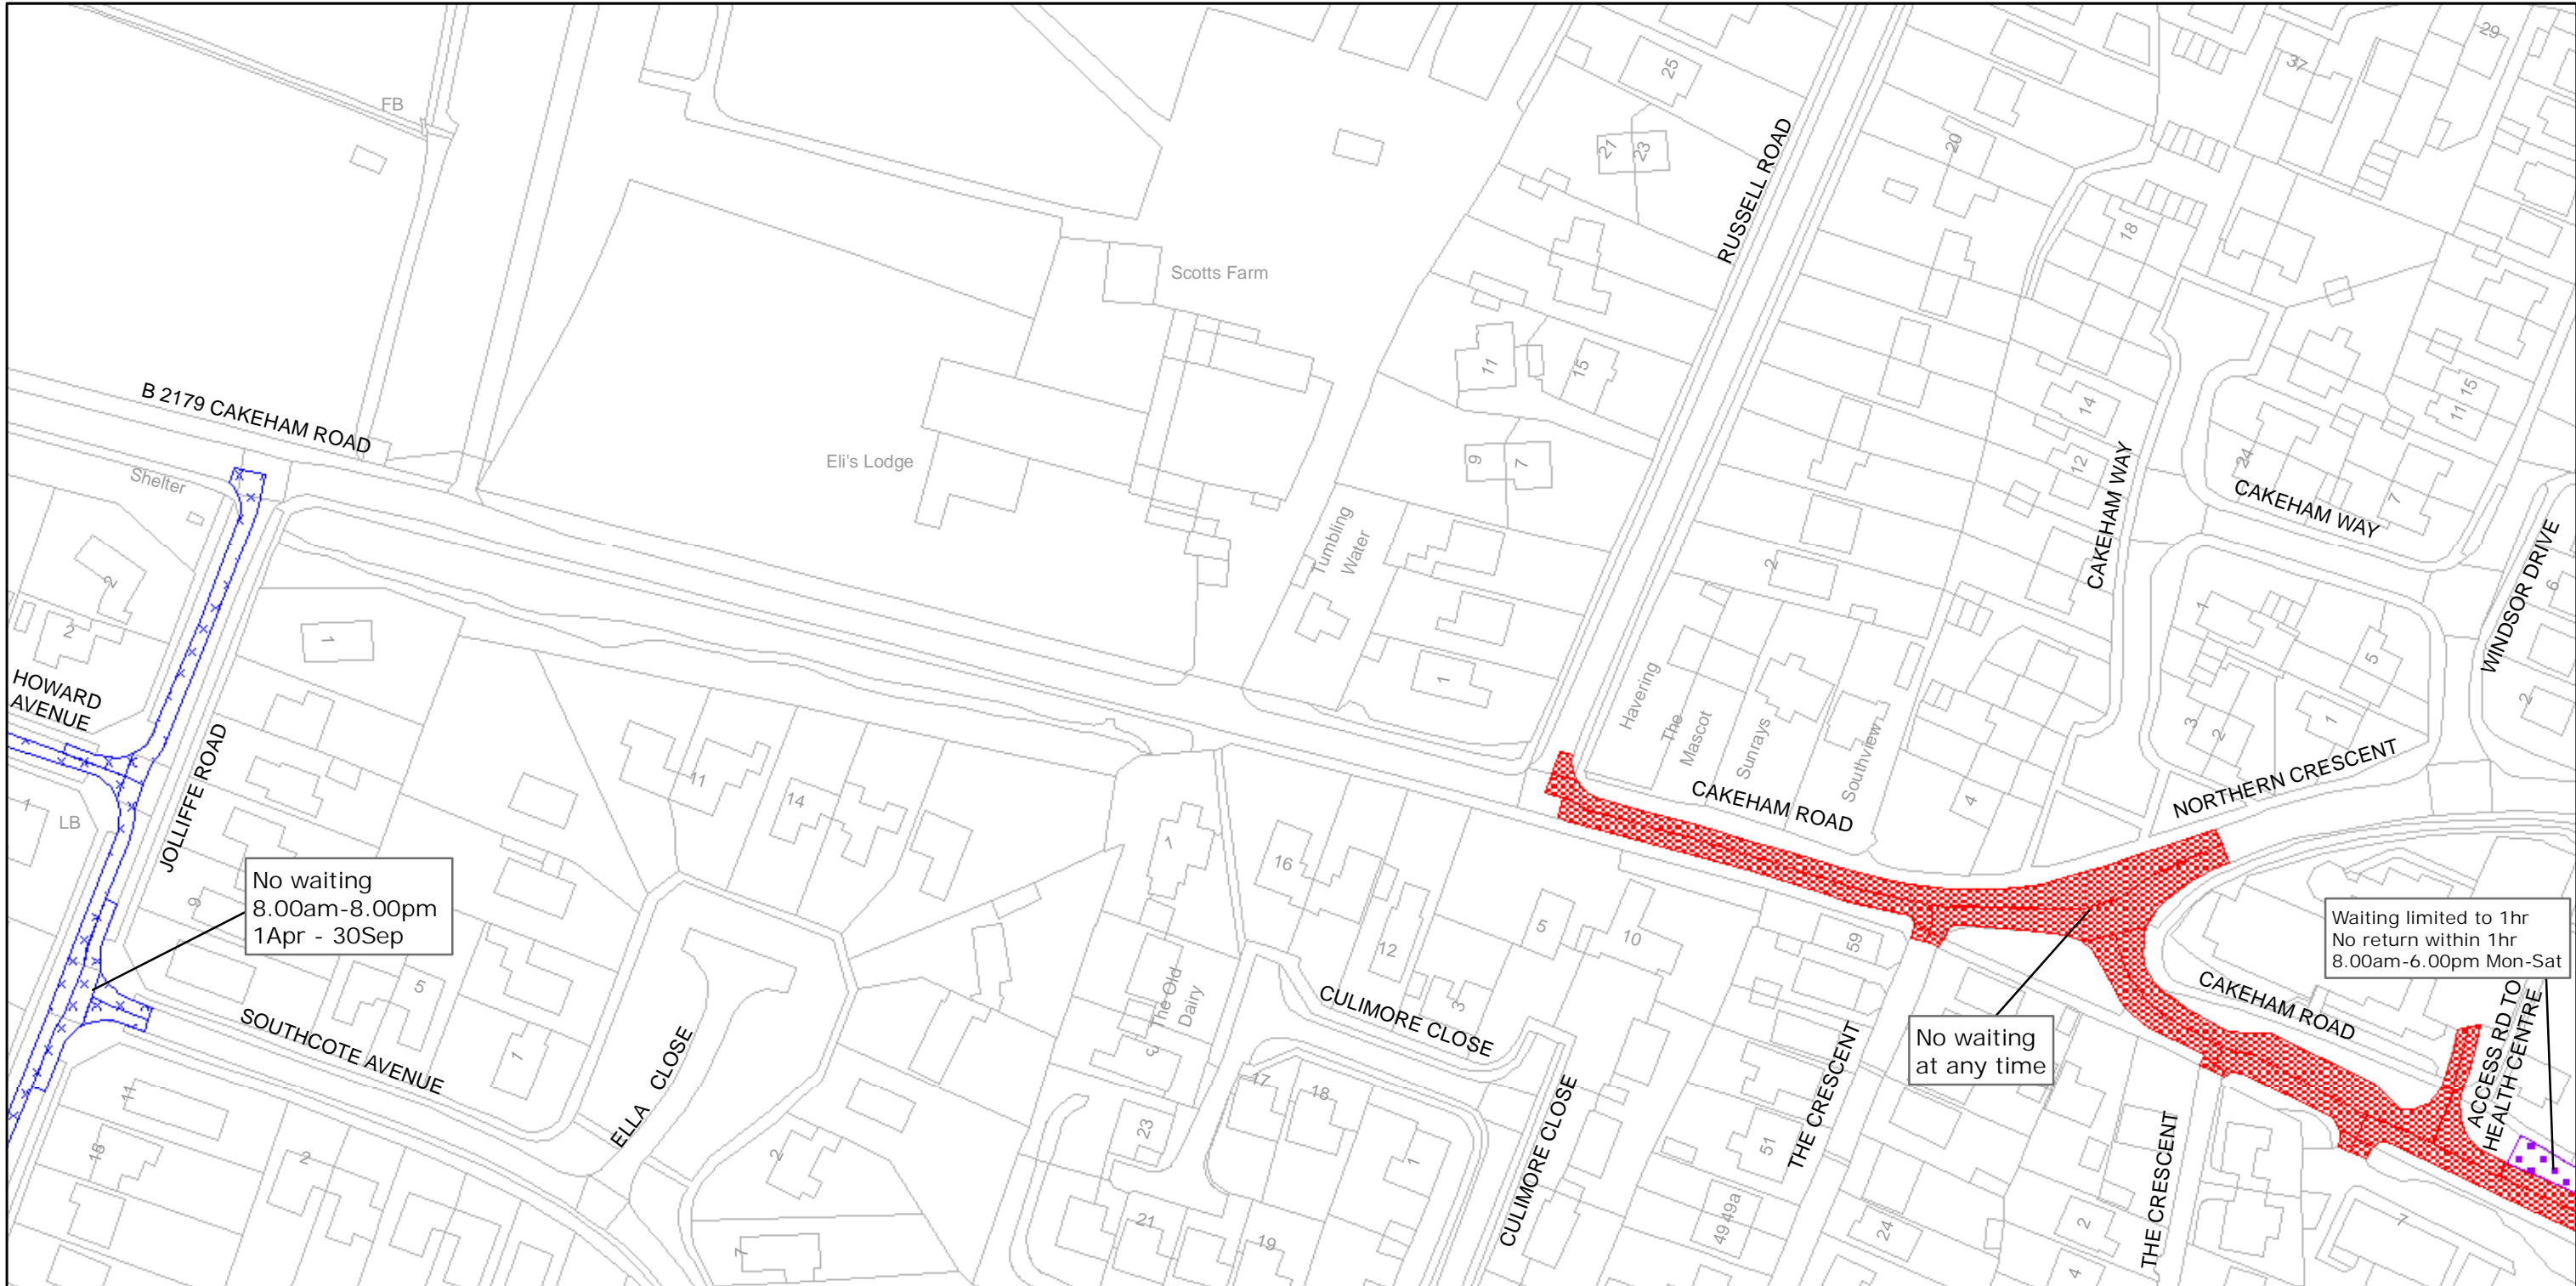 FB
25
29
37
RUSSELL ROAD
21
23
20
18
Scotts Farm
B 2179 CAKEHAM ROAD
Shelter
Eli's Lodge
11
15
9
7
14
12
CAKEHAM WAY
15
11
24
7
CAKEHAM WAY
WINDSOR DRIVE
6
2
Tumbling
Water
2
2
2
1
HOWARD
AVENUE
1
LB
JOLLIFFE ROAD
No waiting
8.00am-8.00pm
1Apr - 30Sep
9
5
1
11
14
1
16
12
5
3
10
1
Havering
The
Mascot
Sunrays
Southview
CAKEHAM ROAD
4
1
5
3
2
1
NORTHERN CRESCENT
Waiting limited to 1hr
No return within 1hr
8.00am-6.00pm Mon-Sat
59
CAKEHAM ROAD
ACCESS RD TO
HEALTH CENTRE
No waiting
at any time
SOUTHCOTE AVENUE
ELLA CLOSE
The Old
Dairy
3
CULIMORE CLOSE
CULIMORE CLOSE
THE CRESCENT
THE CRESCENT
11
15
2
2
7
23
21
17
18
19
1
51
49
49a
24
2
4
7